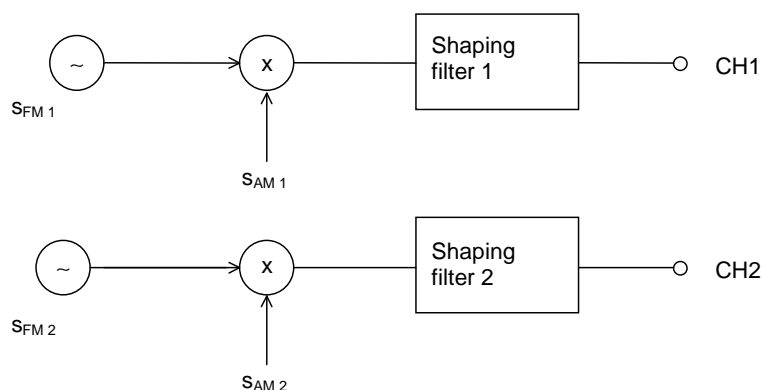 Shaping
filter 1
~
x
CH1
sFM 1
sAM 1
Shaping
filter 2
~
x
CH2
sFM 2
sAM 2